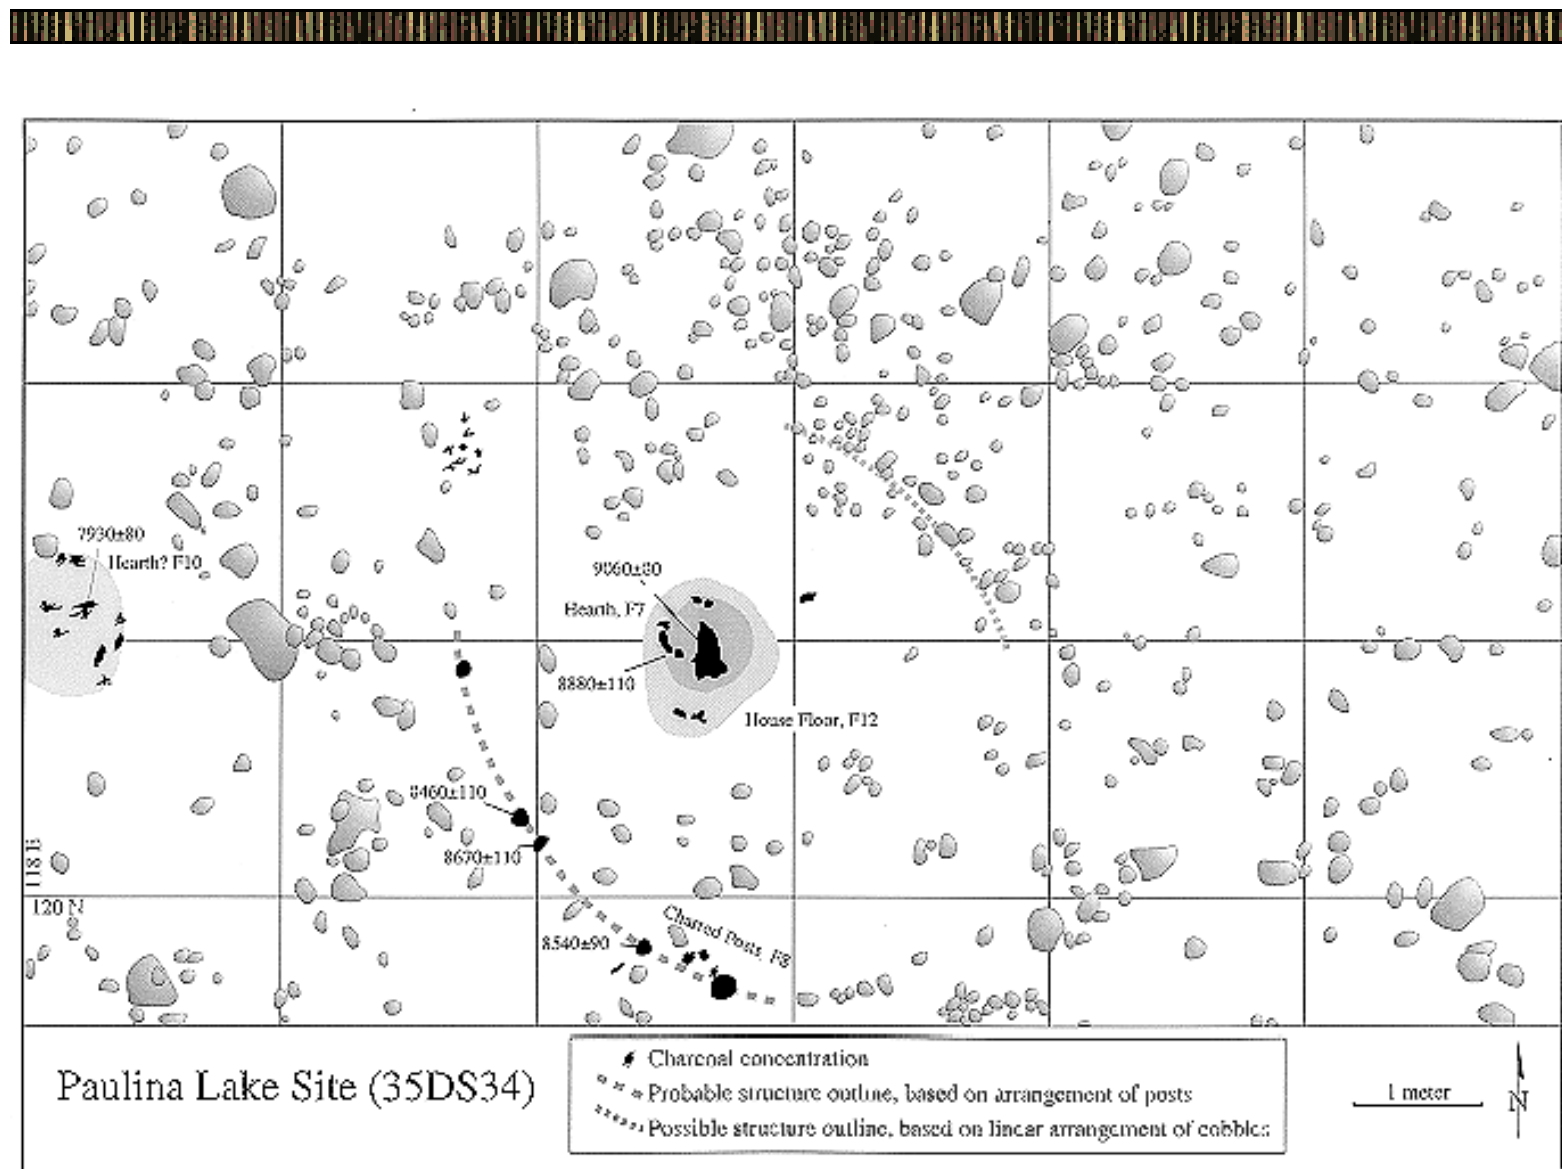 7930±80
Hearth? F10
9060±80
Hearth, F7
8880±110
House Floor, F12
8460±110
8670±110
118 E
120 N
8540±90
Charred Posts, F8
Charcoal concentration
Probable structure outline, based on arrangement of posts
Possible structure outline, based on linear arrangement of cobbles
Paulina Lake Site (35DS34)
1 meter
N